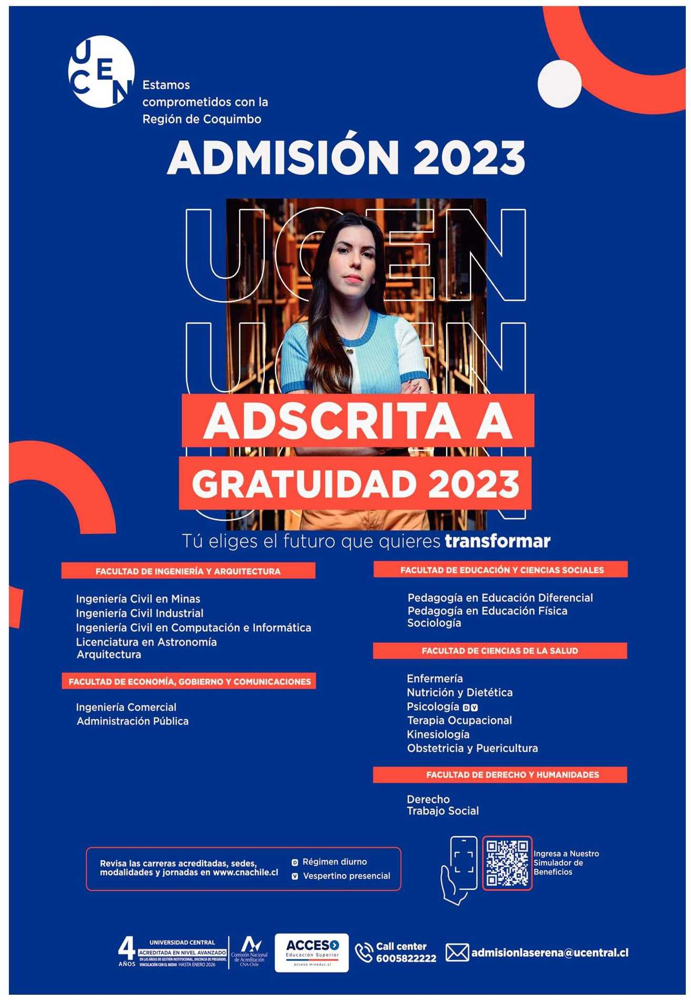 UCEN
Estamos
comprometidos con la
Región de Coquimbo
ADMISIÓN 2023
UCEN
UCEN
ADSCRITA A
GRATUIDAD 2023
Tú eliges el futuro que quieres transformar
FACULTAD DE INGENIERÍA Y ARQUITECTURA
Ingeniería Civil en Minas
Ingeniería Civil Industrial
Ingeniería Civil en Computación e Informática
Licenciatura en Astronomía
Arquitectura
FACULTAD DE ECONOMÍA, GOBIERNO Y COMUNICACIONES
Ingeniería Comercial
Administración Pública
FACULTAD DE EDUCACIÓN Y CIENCIAS SOCIALES
Pedagogía en Educación Diferencial
Pedagogía en Educación Física
Sociología
FACULTAD DE CIENCIAS DE LA SALUD
Enfermería
Nutrición y Dietética
Psicología D V
Terapia Ocupacional
Kinesiología
Obstetricia y Puericultura
FACULTAD DE DERECHO Y HUMANIDADES
Derecho
Trabajo Social
Revisa las carreras acreditadas, sedes,
modalidades y jornadas en www.cnachile.cl
D Régimen diurno
V Vespertino presencial
Ingresa a Nuestro
Simulador de
Beneficios
4
AÑOS
UNIVERSIDAD CENTRAL
ACREDITADA EN NIVEL AVANZADO
EN LAS ÁREAS DE GESTIÓN INSTITUCIONAL, DOCENCIA DE PREGRADO,
VINCULACIÓN CON EL MEDIO HASTA ENERO 2026
Comisión Nacional
de Acreditación
CNA-Chile
ACCESO
Educación Superior
acceso.mineduc.cl
Call center
6005822222
admisionlaserena@ucentral.cl